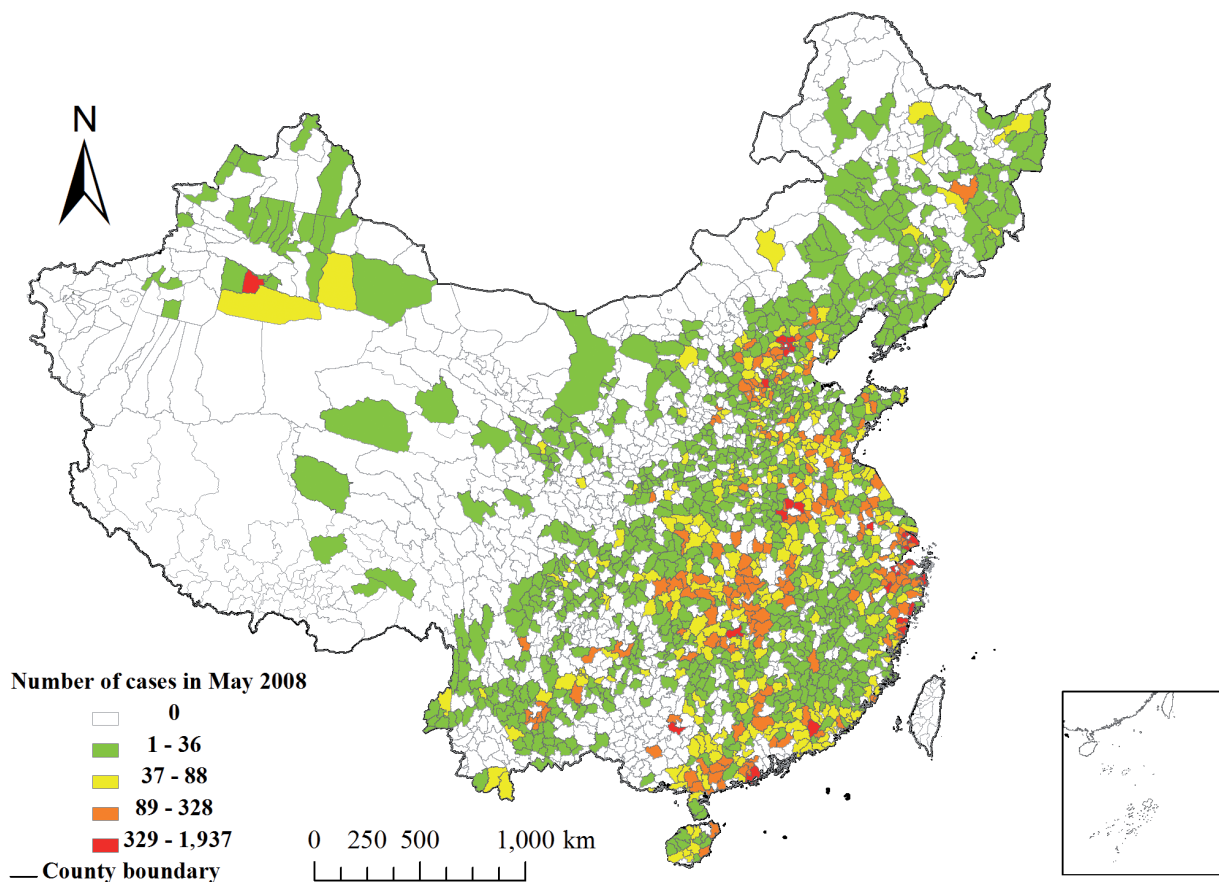 N
Number of cases in May 2008
0
1 - 36
37 - 88
89 - 328
329 - 1,937
County boundary
0 250 500 1,000 km